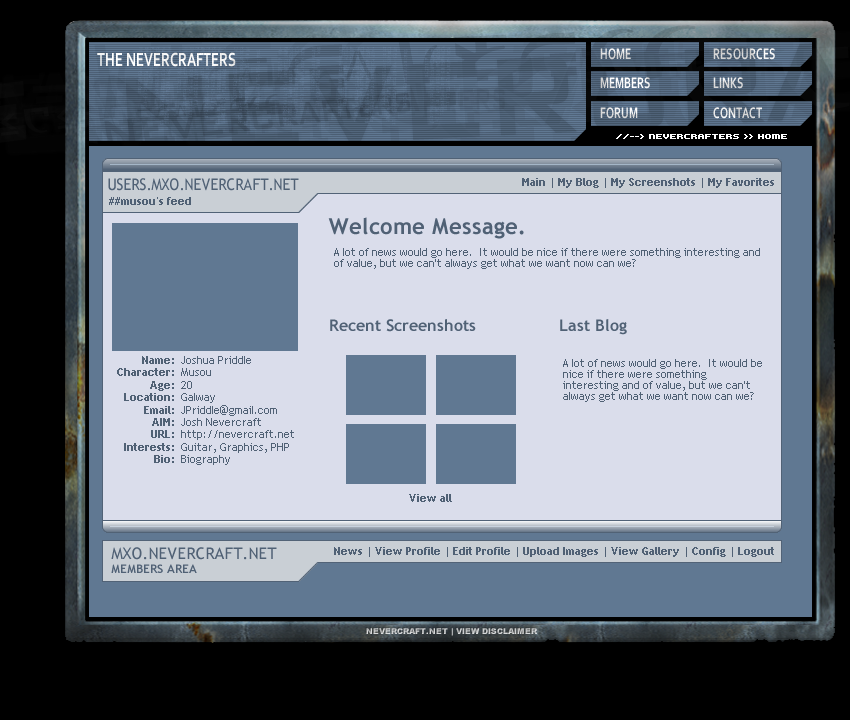 THE NEVERCRAFTERS
HOME RESOURCES
MEMBERS LINKS
FORUM CONTACT
//--> NEVERCRAFTERS >> HOME
USERS.MXO.NEVERCRAFT.NET
##musou's feed
Main | My Blog | My Screenshots | My Favorites
Welcome Message.
A lot of news would go here. It would be nice if there were something interesting and
of value, but we can't always get what we want now can we?
Name: Joshua Priddle
Character: Musou
Age: 20
Location: Galway
Email: JPriddle@gmail.com
AIM: Josh Nevercraft
URL: http://nevercraft.net
Interests: Guitar, Graphics, PHP
Bio: Biography
Recent Screenshots
View all
Last Blog
A lot of news would go here. It would be
nice if there were something
interesting and of value, but we can't
always get what we want now can we?
MXO.NEVERCRAFT.NET
MEMBERS AREA
News | View Profile | Edit Profile | Upload Images | View Gallery | Config | Logout
NEVERCRAFT.NET | VIEW DISCLAIMER